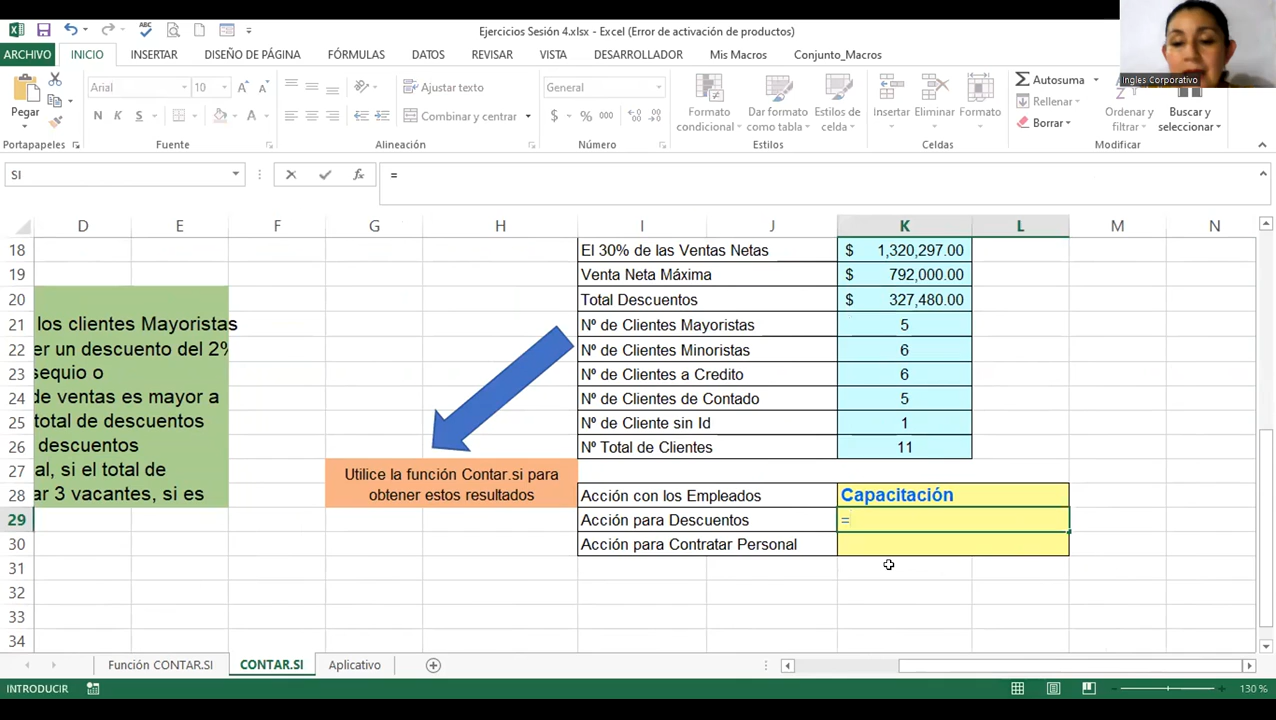 Ejercicios Sesión 4.xlsx - Excel (Error de activación de productos)
Ingles Corporativo
ARCHIVO INICIO INSERTAR DISEÑO DE PÁGINA FÓRMULAS DATOS REVISAR VISTA DESARROLLADOR Mis Macros Conjunto_Macros
Pegar
Arial 10
N K S
Ajustar texto
Combinar y centrar
General
$ % 000
Formato condicional
Dar formato como tabla
Estilos de celda
Insertar Eliminar Formato
Autosuma
Rellenar
Borrar
Ordenar y filtrar
Buscar y seleccionar
Portapapeles Fuente Alineación Número Estilos Celdas Modificar
SI fx =
D E F G H I J K L M N
18 El 30% de las Ventas Netas $ 1,320,297.00
19 Venta Neta Máxima $ 792,000.00
20 Total Descuentos $ 327,480.00
21 los clientes Mayoristas Nº de Clientes Mayoristas 5
22 er un descuento del 2% Nº de Clientes Minoristas 6
23 sequio o Nº de Clientes a Credito 6
24 de ventas es mayor a Nº de Clientes de Contado 5
25 total de descuentos Nº de Cliente sin Id 1
26 descuentos Nº Total de Clientes 11
27 al, si el total de
28 ar 3 vacantes, si es Acción con los Empleados Capacitación
Utilice la función Contar.si para
obtener estos resultados
29 Acción para Descuentos =
30 Acción para Contratar Personal
31
32
33
34
Función CONTAR.SI CONTAR.SI Aplicativo
INTRODUCIR 130 %